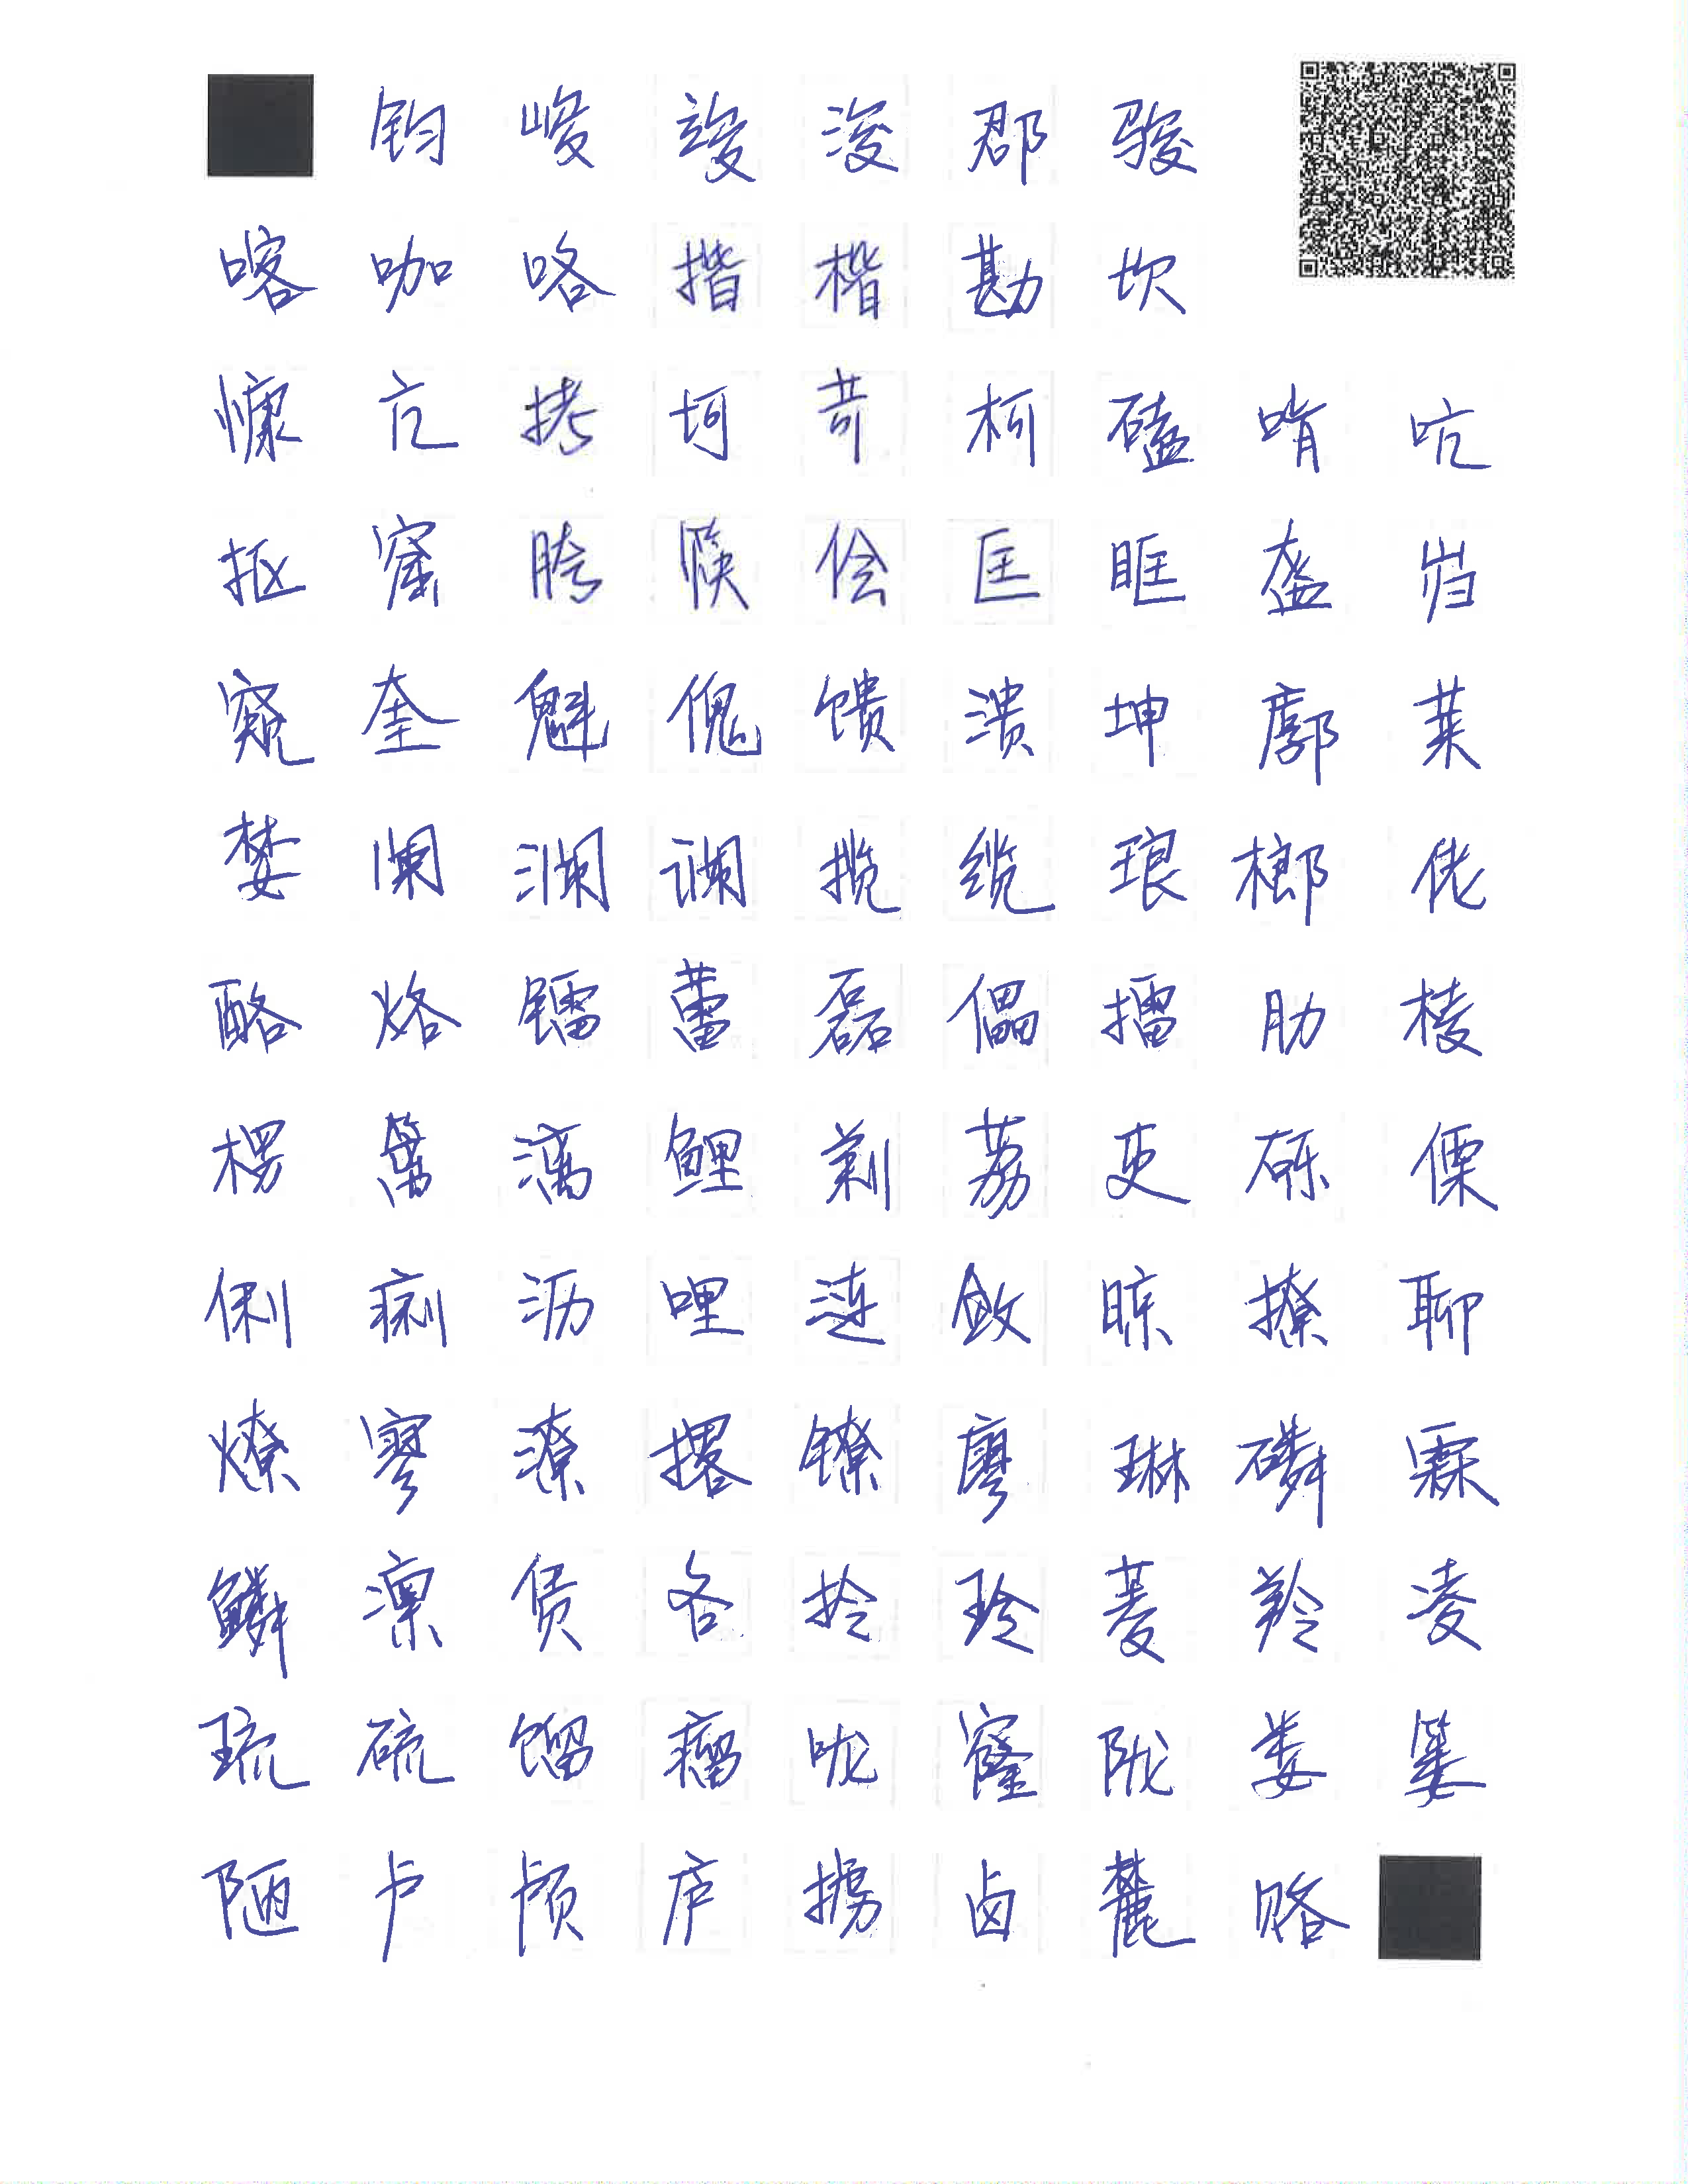 钧 峻 竣 浚 郡 骏
喀 咖 咯 揩 楷 勘 坎
慷 亢 拷 坷 苛 柯 磕 啃 吭
抠 窟 胯 筷 侩 匡 眶 盔 岿
窥 奎 魁 傀 馈 溃 坤 廓 莱
婪 阑 澜 谰 揽 缆 琅 榔 佬
酪 烙 镭 蕾 磊 儡 擂 肋 棱
楞 篱 漓 鲤 莉 荔 吏 砾 傈
俐 痢 沥 哩 涟 敛 晾 撩 聊
燎 寥 潦 撂 镣 廖 琳 磷 霖
鳞 凛 赁 吝 拎 玲 菱 羚 凌
琉 硫 馏 瘤 咙 窿 陇 娄 篓
陋 卢 颅 庐 掳 卤 麓 赂